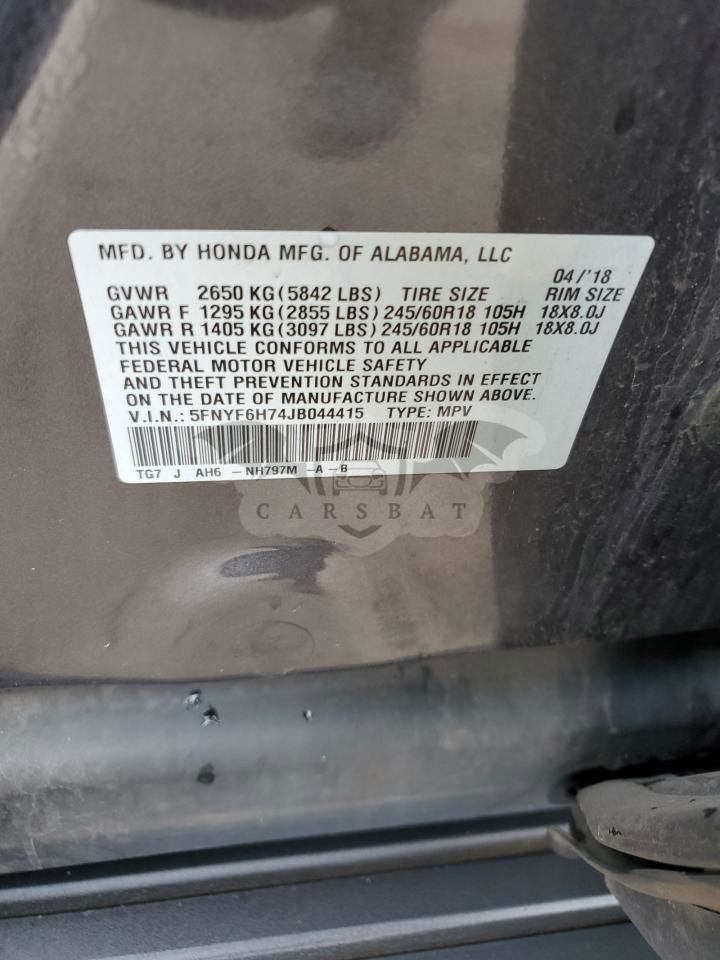 MFD. BY HONDA MFG. OF ALABAMA, LLC
04/'18
GVWR 2650 KG (5842 LBS) TIRE SIZE RIM SIZE
GAWR F 1295 KG (2855 LBS) 245/60R18 105H 18X8.0J
GAWR R 1405 KG (3097 LBS) 245/60R18 105H 18X8.0J
THIS VEHICLE CONFORMS TO ALL APPLICABLE
FEDERAL MOTOR VEHICLE SAFETY
AND THEFT PREVENTION STANDARDS IN EFFECT
ON THE DATE OF MANUFACTURE SHOWN ABOVE.
V.I.N.: 5FNYF6H74JB044415 TYPE: MPV
TG7 J AH6 - NH797M -A-B
CARSBAT